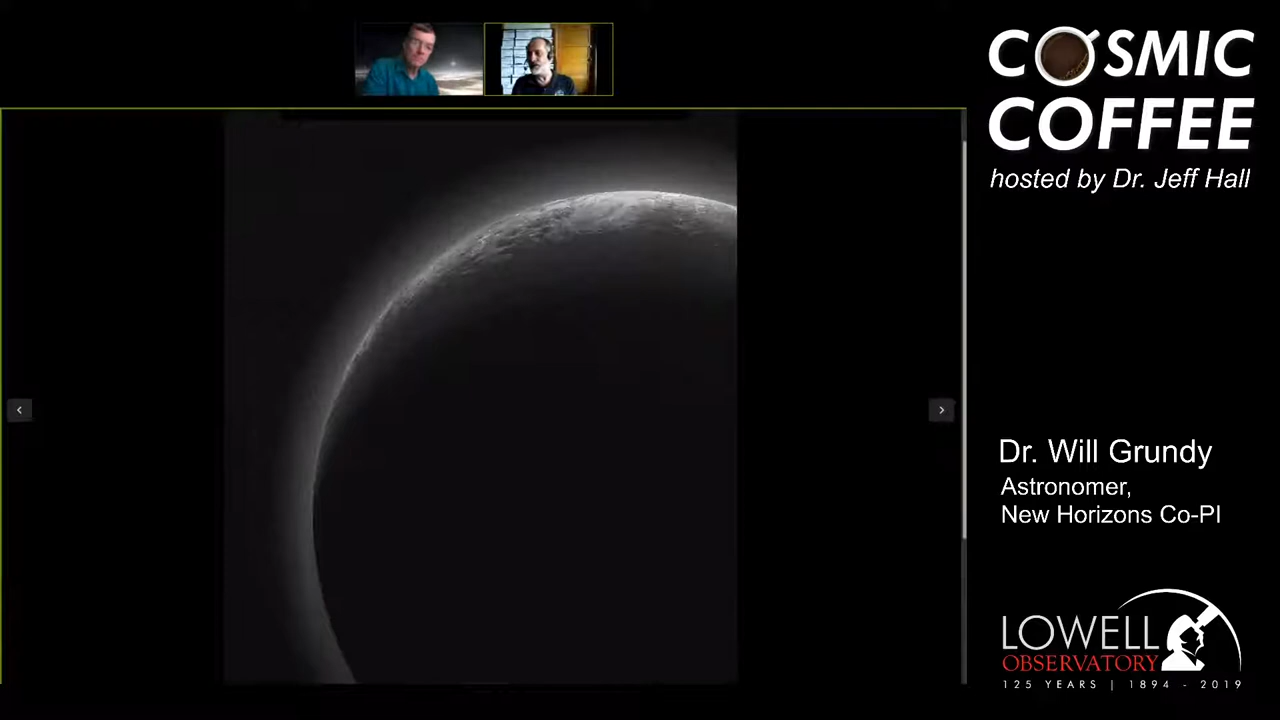 COSMIC
COFFEE
hosted by Dr. Jeff Hall
Dr. Will Grundy
Astronomer,
New Horizons Co-PI
LOWELL
OBSERVATORY
125 YEARS | 1894 - 2019